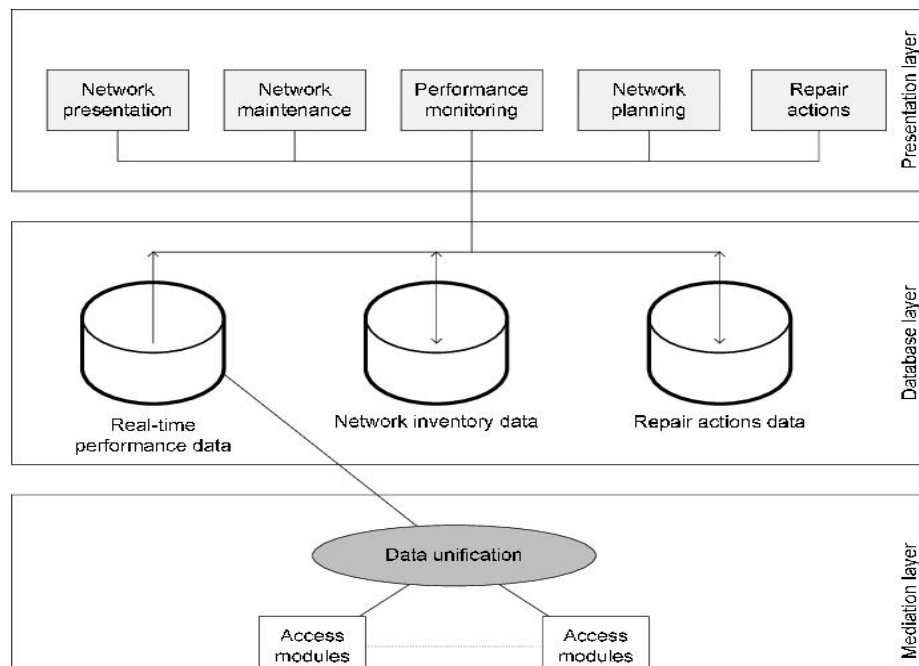 Network
presentation
Network
maintenance
Performance
monitoring
Network
planning
Repair
actions
Presentation layer
Real-time
performance data
Network inventory data
Repair actions data
Database layer
Data unification
Access
modules
Access
modules
Mediation layer